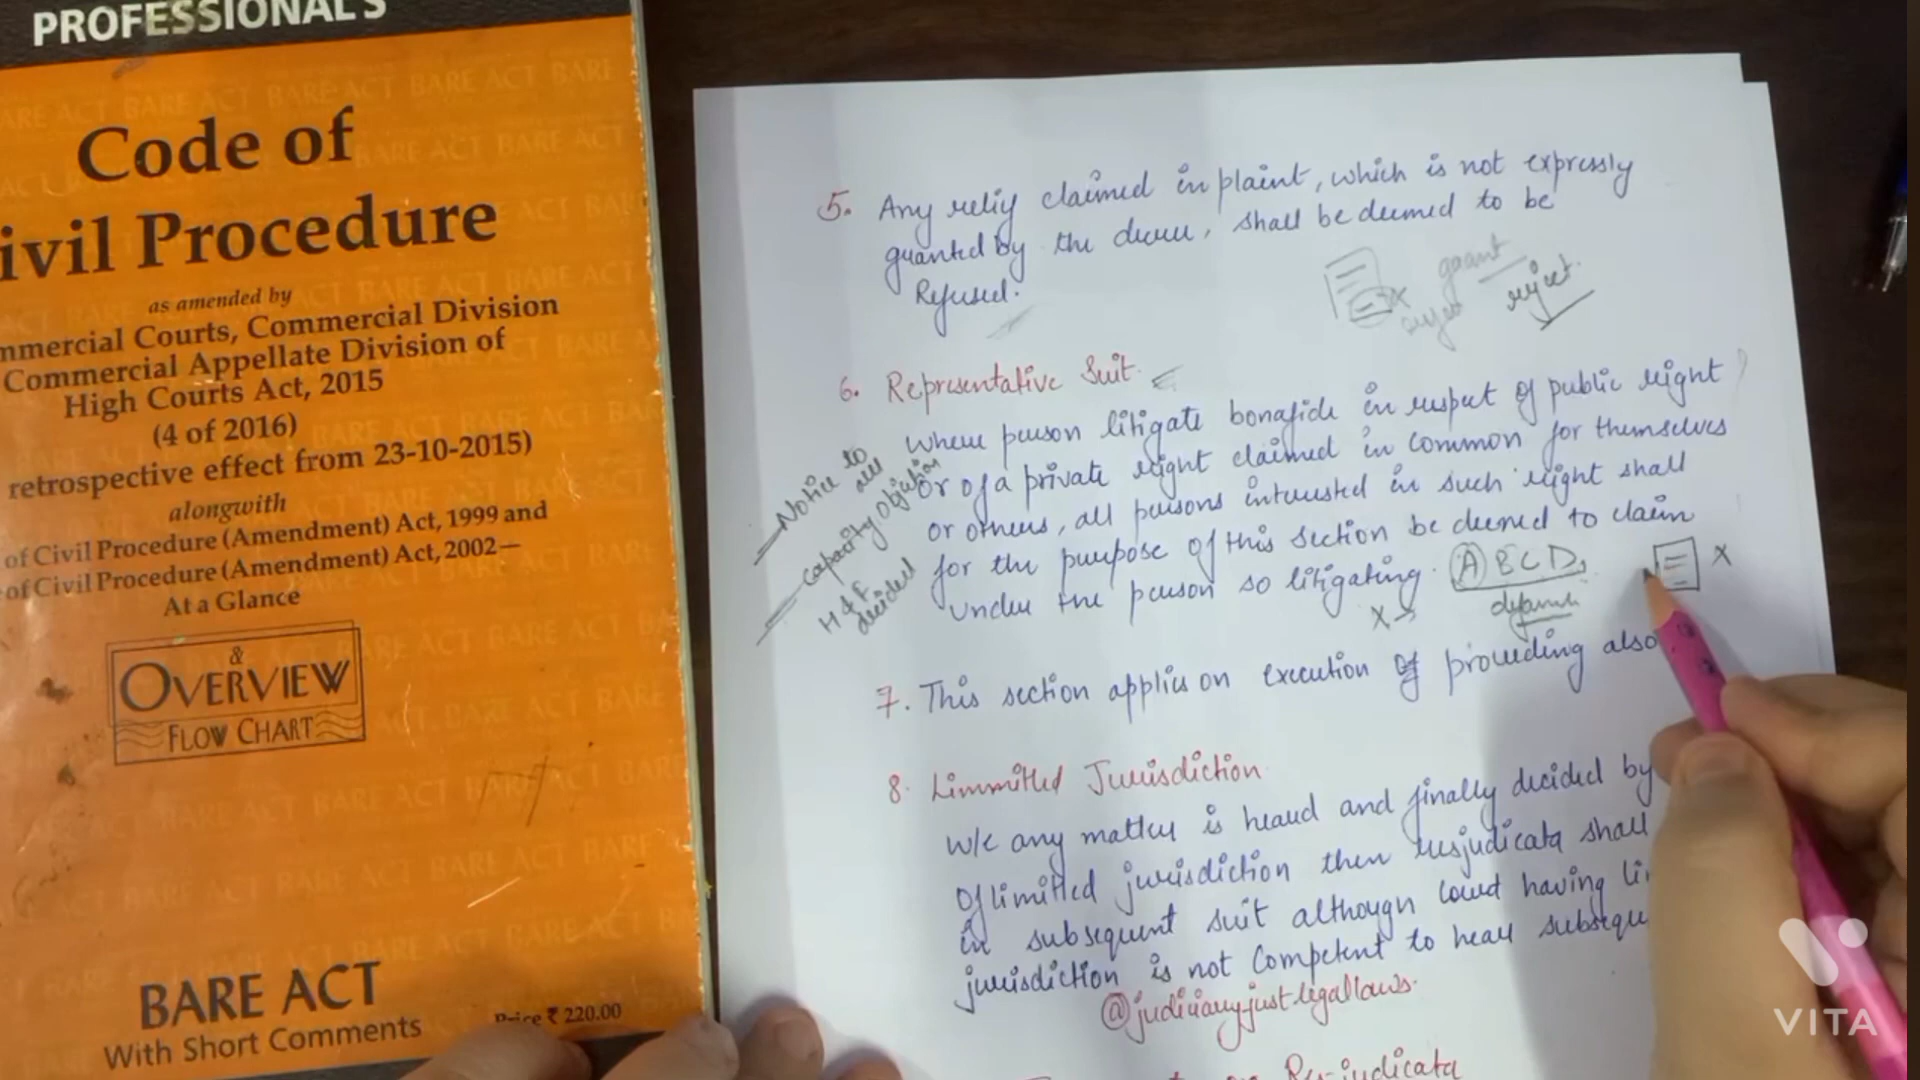 PROFESSIONAL'S
Code of
ivil Procedure
as amended by
mmercial Courts, Commercial Division
Commercial Appellate Division of
High Courts Act, 2015
(4 of 2016)
retrospective effect from 23-10-2015)
alongwith
of Civil Procedure (Amendment) Act, 1999 and
of Civil Procedure (Amendment) Act, 2002—
At a Glance
&
OVERVIEW
FLOW CHART
BARE ACT
With Short Comments
Price ₹ 220.00
5. Any relief claimed in plaint, which is not expressly
granted by the decree, shall be deemed to be
Refused.
grant
reject
reject.
6. Representative Suit.
Where person litigate bonafide in respect of public right
or of a private right claimed in common for themselves
or others, all persons interested in such right shall
for the purpose of this section be deemed to claim
under the person so litigating.
Notice to
all
capacity objection
H & F
decided
A B C D
X
X
7. This section applies on execution of proceeding also
8. Limmitted Jurisdiction
w/c any matter is heard and finally decided by
of limitted jurisdiction then resjudicata shall
in subsequent suit although court having li
jurisdiction is not competent to hear subsequ
@judiciaryjustlegallaws.
Res-judicata
VITA